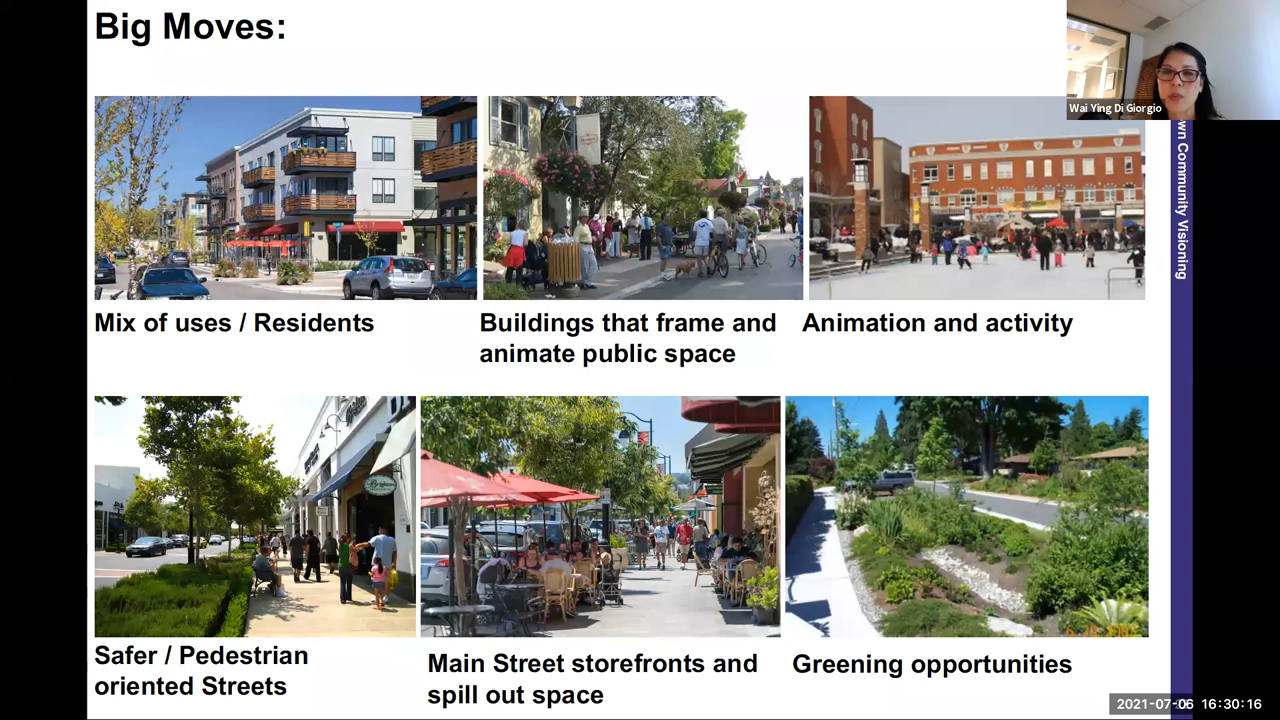 Big Moves:
Wai Ying Di Giorgio
wn Community Visioning
Mix of uses / Residents
Buildings that frame and
animate public space
Animation and activity
Safer / Pedestrian
oriented Streets
Main Street storefronts and
spill out space
Greening opportunities
2021-07-06 16:30:16